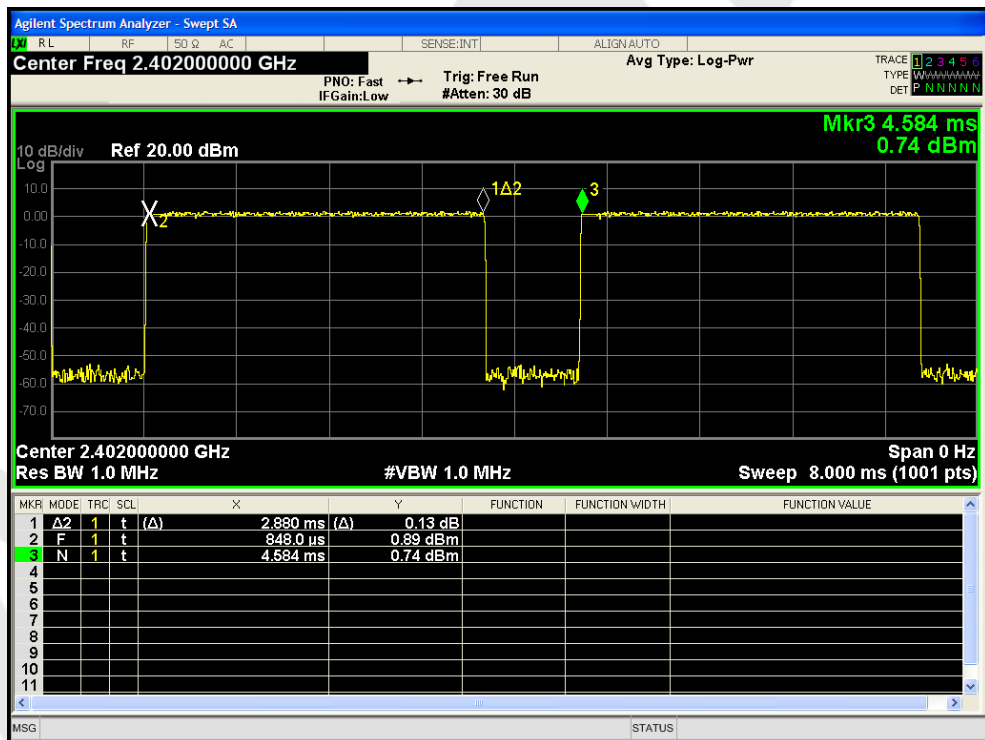 Agilent Spectrum Analyzer - Swept SA
LXI RL RF 50 Ω AC SENSE:INT ALIGN AUTO
Center Freq 2.402000000 GHz
PNO: Fast
IFGain:Low
Trig: Free Run
#Atten: 30 dB
Avg Type: Log-Pwr
TRACE 1 2 3 4 5 6
TYPE
DET P N N N N N
Mkr3 4.584 ms
0.74 dBm
10 dB/div Ref 20.00 dBm
Log
10.0
0.00
-10.0
-20.0
-30.0
-40.0
-50.0
-60.0
-70.0
2
1Δ2
3
Center 2.402000000 GHz Span 0 Hz
Res BW 1.0 MHz #VBW 1.0 MHz Sweep 8.000 ms (1001 pts)
MKR MODE TRC SCL X Y FUNCTION FUNCTION WIDTH FUNCTION VALUE
1 Δ2 1 t (Δ) 2.880 ms (Δ) 0.13 dB
2 F 1 t 848.0 µs 0.89 dBm
3 N 1 t 4.584 ms 0.74 dBm
4
5
6
7
8
9
10
11
MSG STATUS